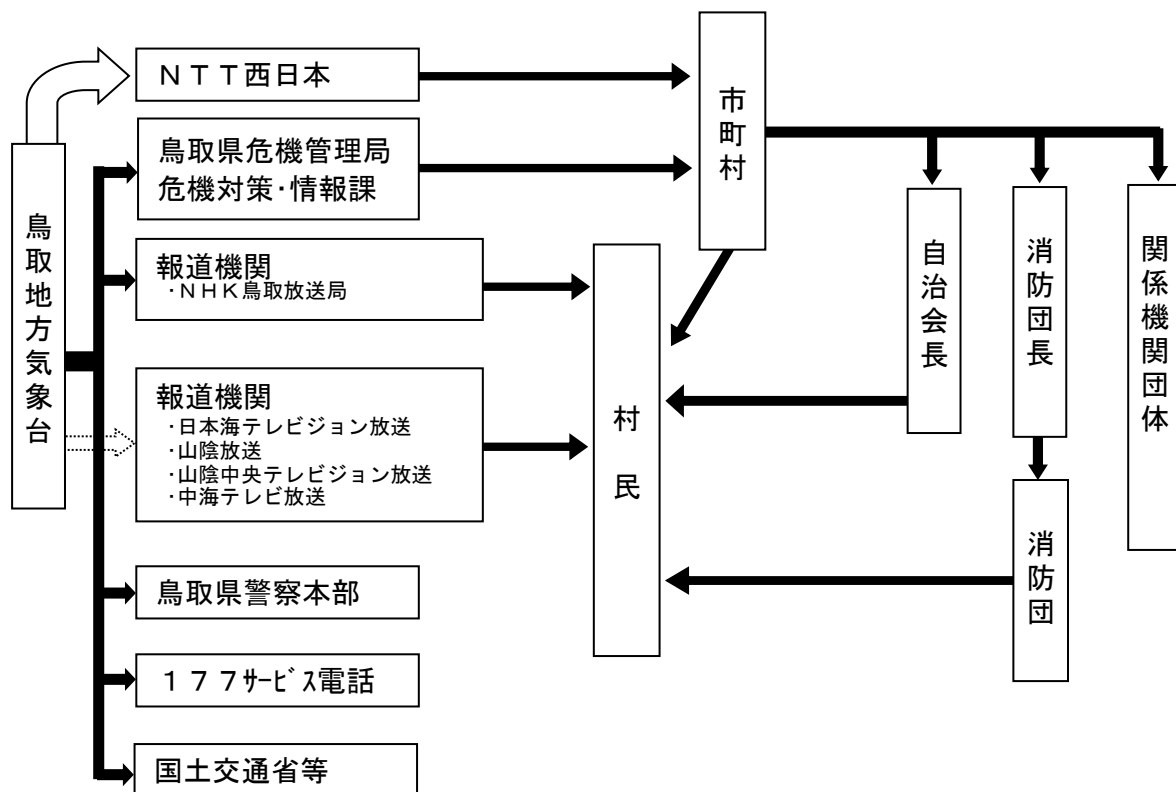 鳥取地方気象台
ＮＴＴ西日本
鳥取県危機管理局
危機対策・情報課
報道機関
・ＮＨＫ鳥取放送局
報道機関
・日本海テレビジョン放送
・山陰放送
・山陰中央テレビジョン放送
・中海テレビ放送
鳥取県警察本部
１７７ｻｰﾋﾞｽ電話
国土交通省等
市町村
村民
自治会長
消防団長
消防団
関係機関団体